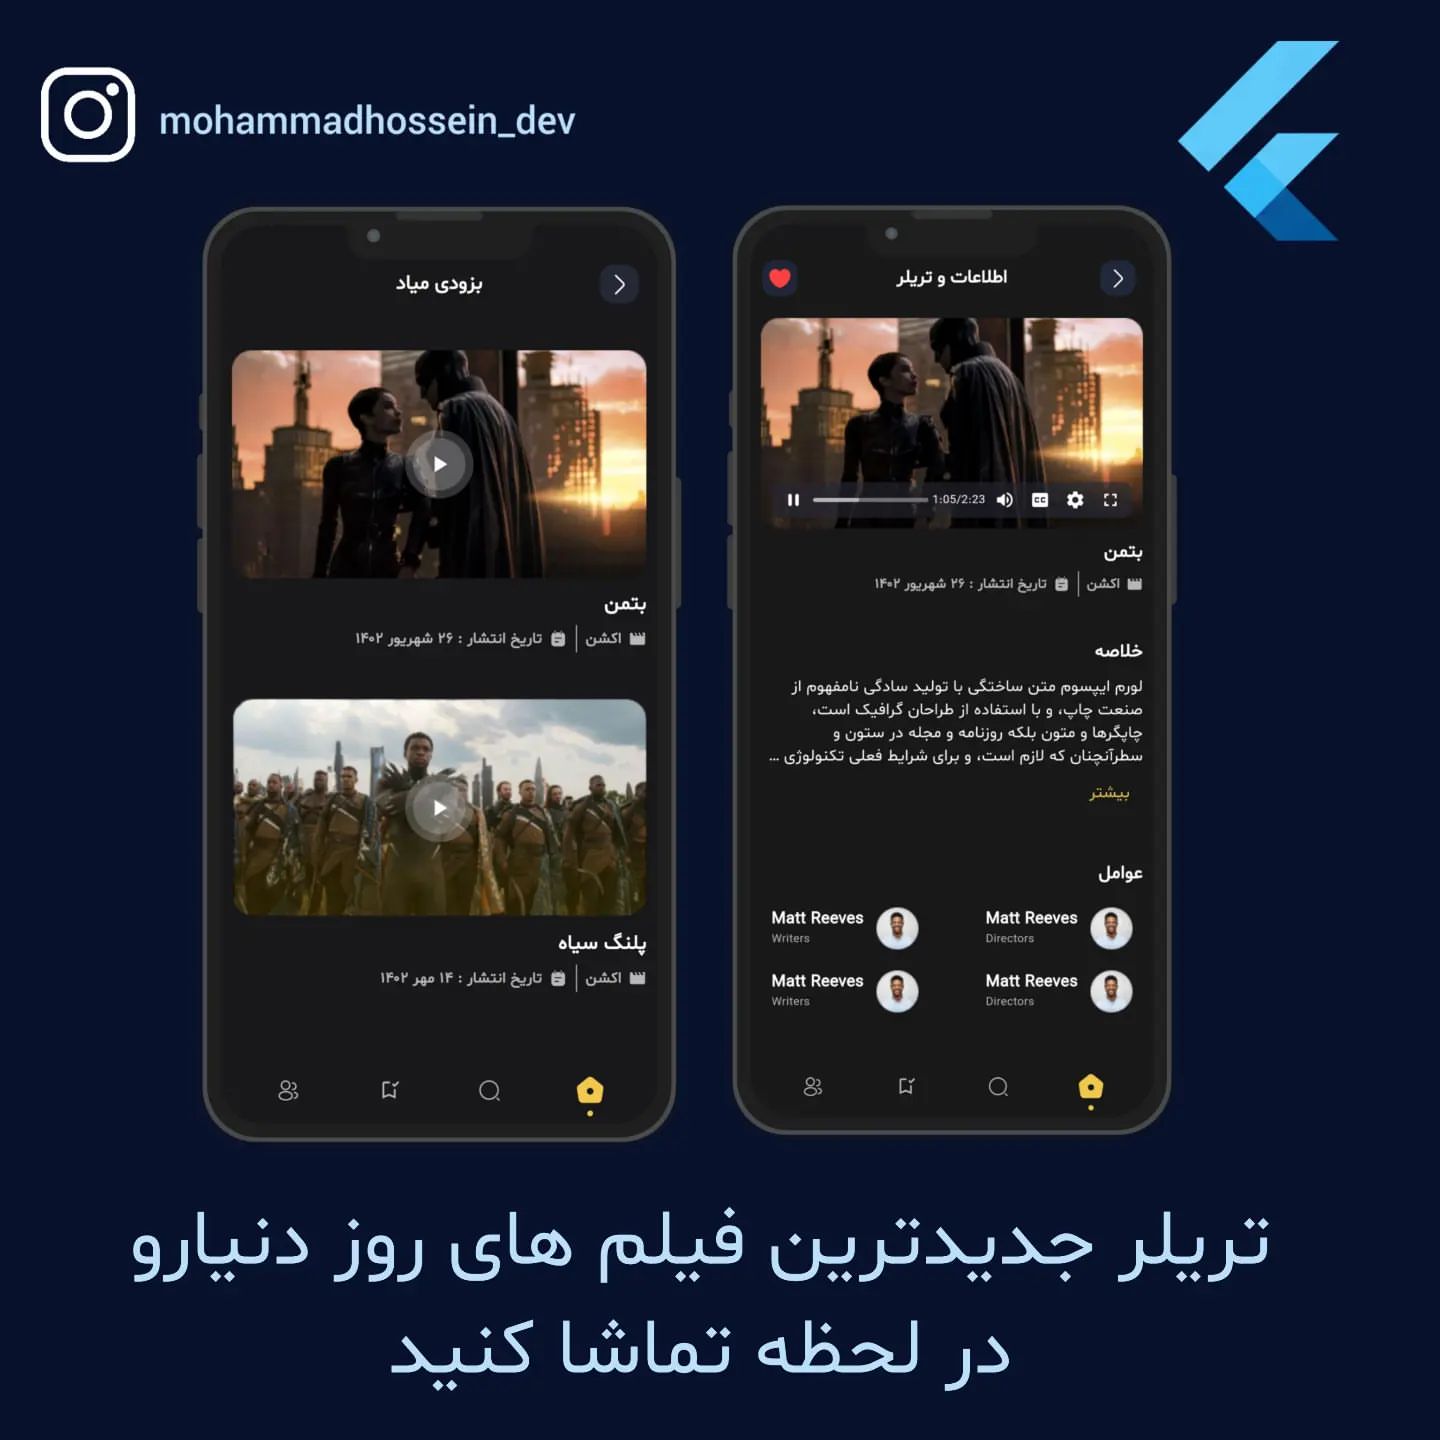 mohammadhossein_dev
بزودی میاد
بتمن
اکشن | تاریخ انتشار : ۲۶ شهریور ۱۴۰۲
پلنگ سیاه
اکشن | تاریخ انتشار : ۱۴ مهر ۱۴۰۲
اطلاعات و تریلر
1:05/2:23
CC
بتمن
اکشن | تاریخ انتشار : ۲۶ شهریور ۱۴۰۲
خلاصه
لورم ایپسوم متن ساختگی با تولید سادگی نامفهوم از
صنعت چاپ، و با استفاده از طراحان گرافیک است،
چاپگرها و متون بلکه روزنامه و مجله در ستون و
سطرآنچنان که لازم است، و برای شرایط فعلی تکنولوژی ...
بیشتر
عوامل
Matt Reeves
Directors
Matt Reeves
Writers
Matt Reeves
Directors
Matt Reeves
Writers
تریلر جدیدترین فیلم های روز دنیارو
در لحظه تماشا کنید